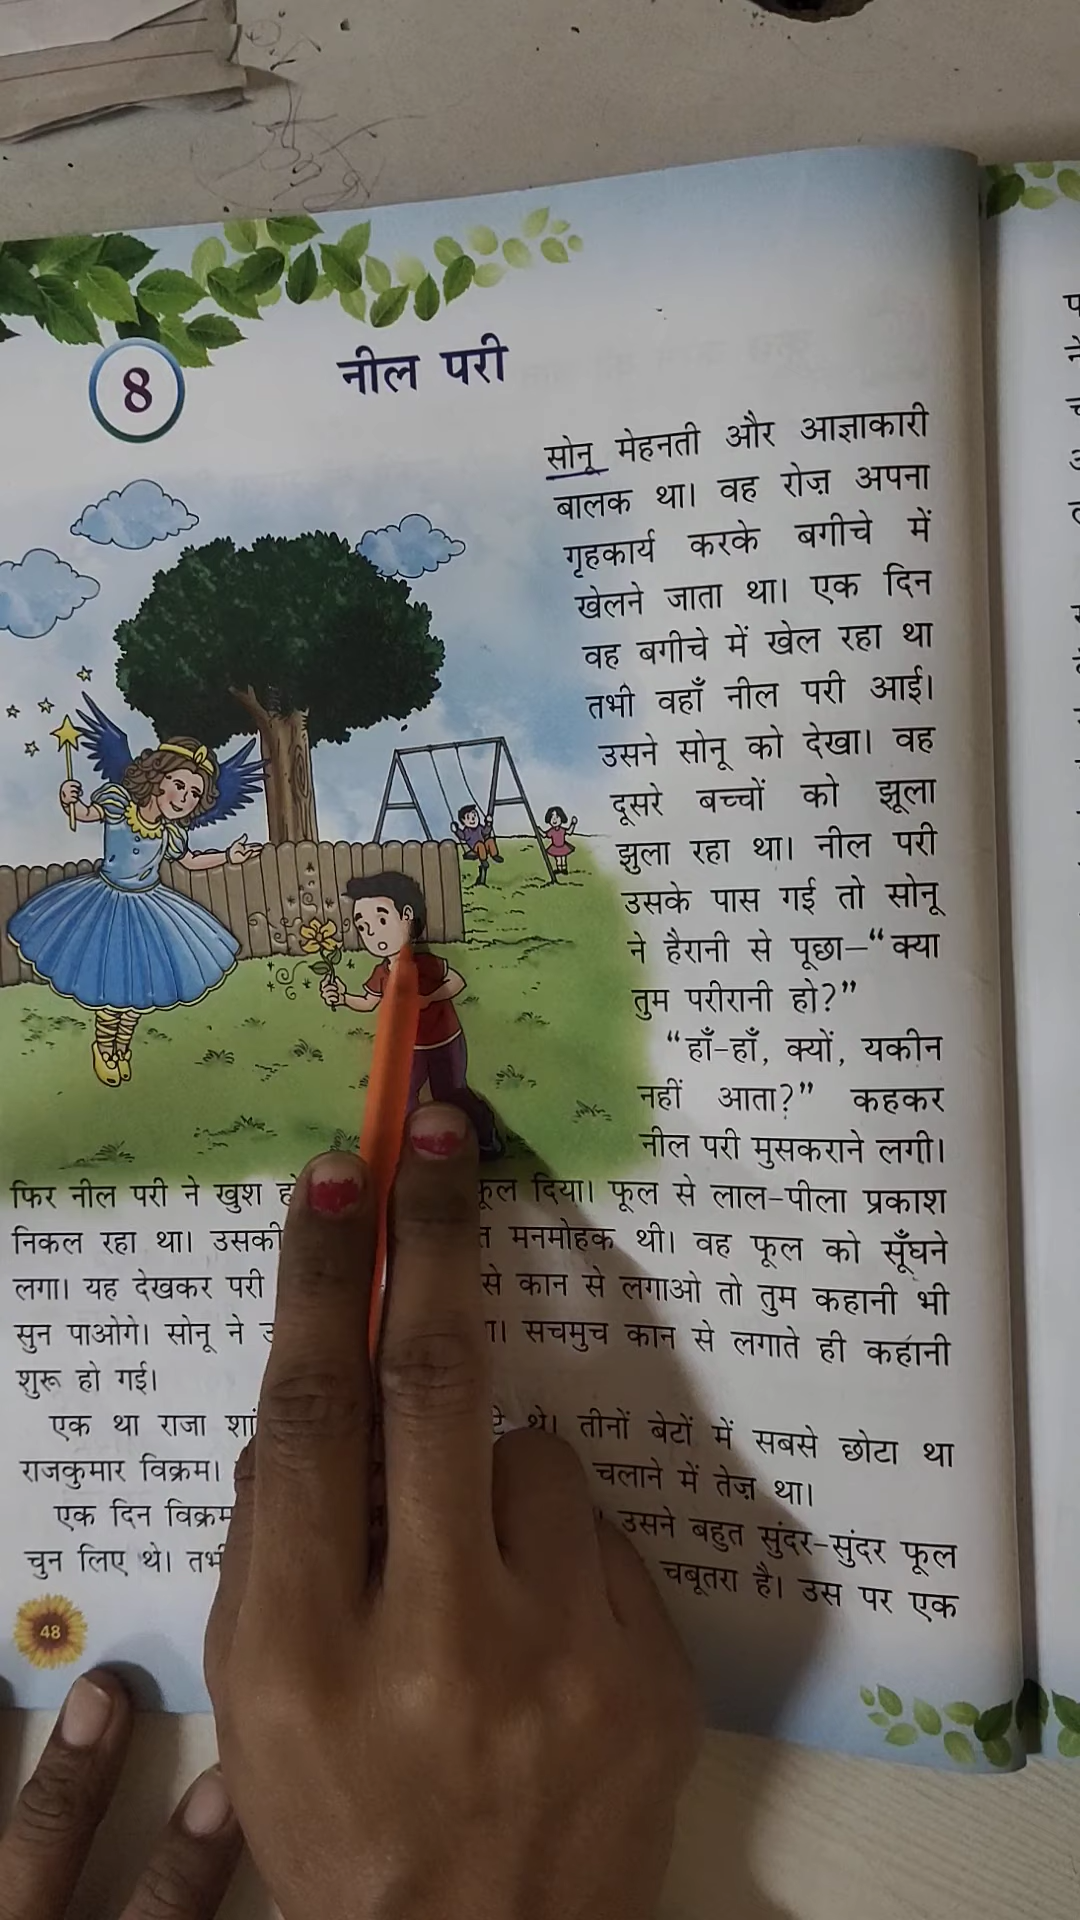 8
नील परी
सोनू मेहनती और आज्ञाकारी
बालक था। वह रोज़ अपना
गृहकार्य करके बगीचे में
खेलने जाता था। एक दिन
वह बगीचे में खेल रहा था
तभी वहाँ नील परी आई।
उसने सोनू को देखा। वह
दूसरे बच्चों को झूला
झुला रहा था। नील परी
उसके पास गई तो सोनू
ने हैरानी से पूछा–“क्या
तुम परीरानी हो?”
“हाँ-हाँ, क्यों, यकीन
नहीं आता?” कहकर
नील परी मुसकराने लगी।
फिर नील परी ने खुश फूल दिया। फूल से लाल-पीला प्रकाश
निकल रहा था। उसकी मनमोहक थी। वह फूल को सूँघने
लगा। यह देखकर परी से कान से लगाओ तो तुम कहानी भी
सुन पाओगे। सोनू ने सचमुच कान से लगाते ही कहानी
शुरू हो गई।
एक था राजा थे। तीनों बेटों में सबसे छोटा था
राजकुमार विक्रम। चलाने में तेज़ था।
एक दिन विक्रम उसने बहुत सुंदर-सुंदर फूल
चुन लिए थे। चबूतरा है। उस पर एक
48